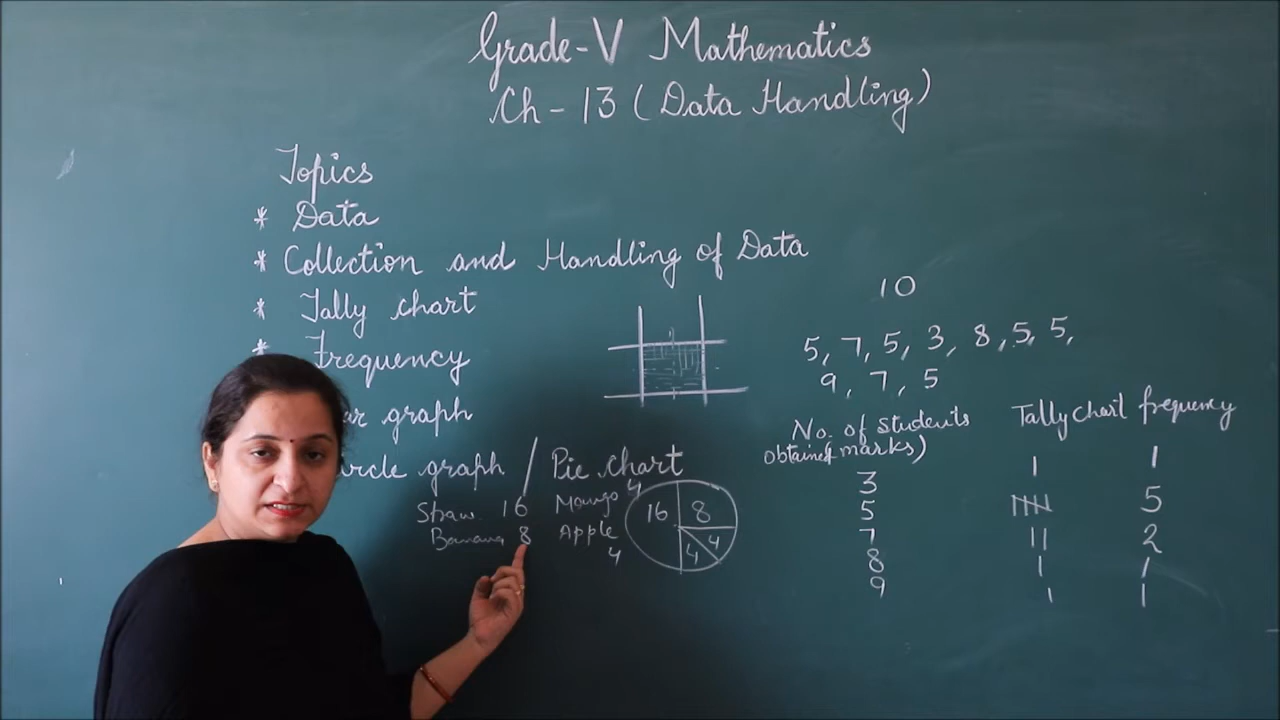 Grade-V Mathematics
Ch - 13 (Data Handling)
Topics
* Data
* Collection and Handling of Data
* Tally chart
* Frequency
graph
graph / Pie chart
Straw. 16
Banana 8
Mango 4
Apple
4
16 8
4 4
10
5, 7, 5, 3, 8, 5, 5,
9, 7, 5
No. of students Tally chart frequency
obtained (marks)
3 | 1
5 |||| 5
7 || 2
8 | 1
9 | 1